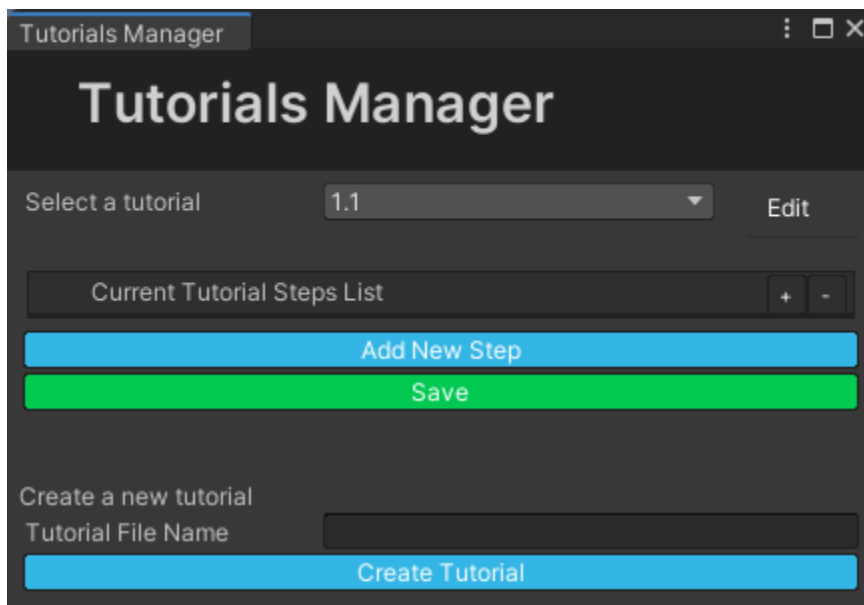 Tutorials Manager
Tutorials Manager
Select a tutorial 1.1 Edit
Current Tutorial Steps List + -
Add New Step
Save
Create a new tutorial
Tutorial File Name
Create Tutorial